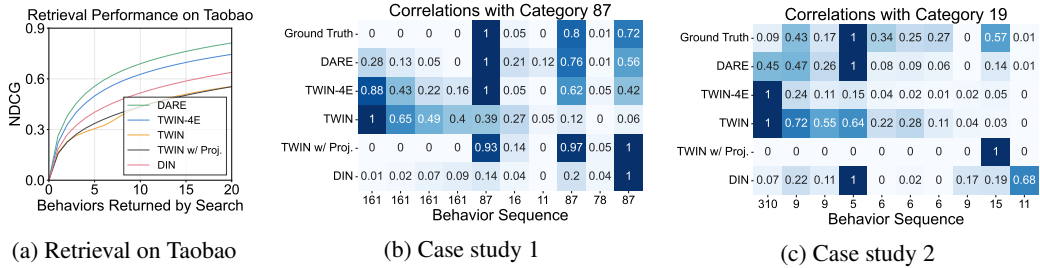 Retrieval Performance on Taobao
NDCG
0.9
0.6
0.3
0.0
DARE
TWIN-4E
TWIN
TWIN w/ Proj.
DIN
0 5 10 15 20
Behaviors Returned by Search
(a) Retrieval on Taobao
Correlations with Category 87
Ground Truth 0 0 0 0 1 0.05 0 0.8 0.01 0.72
DARE 0.28 0.13 0.05 0 1 0.21 0.12 0.76 0.01 0.56
TWIN-4E 0.88 0.43 0.22 0.16 1 0 0 0.62 0.05 0.42
TWIN 1 0.65 0.49 0.4 0.39 0.27 0.05 0.12 0 0.06
TWIN w/ Proj. 0 0 0 0 0.93 0.14 0 0.97 0.05 1
DIN 0.01 0.02 0.07 0.09 0.14 0.04 0 0.2 0.04 1
161 161 161 161 87 16 11 87 78 87
Behavior Sequence
(b) Case study 1
Correlations with Category 19
Ground Truth 0.09 0.43 0.17 1 0.34 0.25 0.27 0 0.57 0.01
DARE 0.45 0.47 0.26 1 0.08 0.09 0.06 0 0.14 0.01
TWIN-4E 1 0.24 0.11 0.15 0.04 0.04 0.02 0.02 0.05 0
TWIN 1 0.72 0.55 0.64 0.22 0.28 0.11 0.04 0.03 0
TWIN w/ Proj. 0 0 0 0 0 0 0 0 1 0
DIN 0.07 0.22 0.11 1 0 0.02 0 0.17 0.19 0.68
310 9 9 5 6 6 6 9 15 11
Behavior Sequence
(c) Case study 2